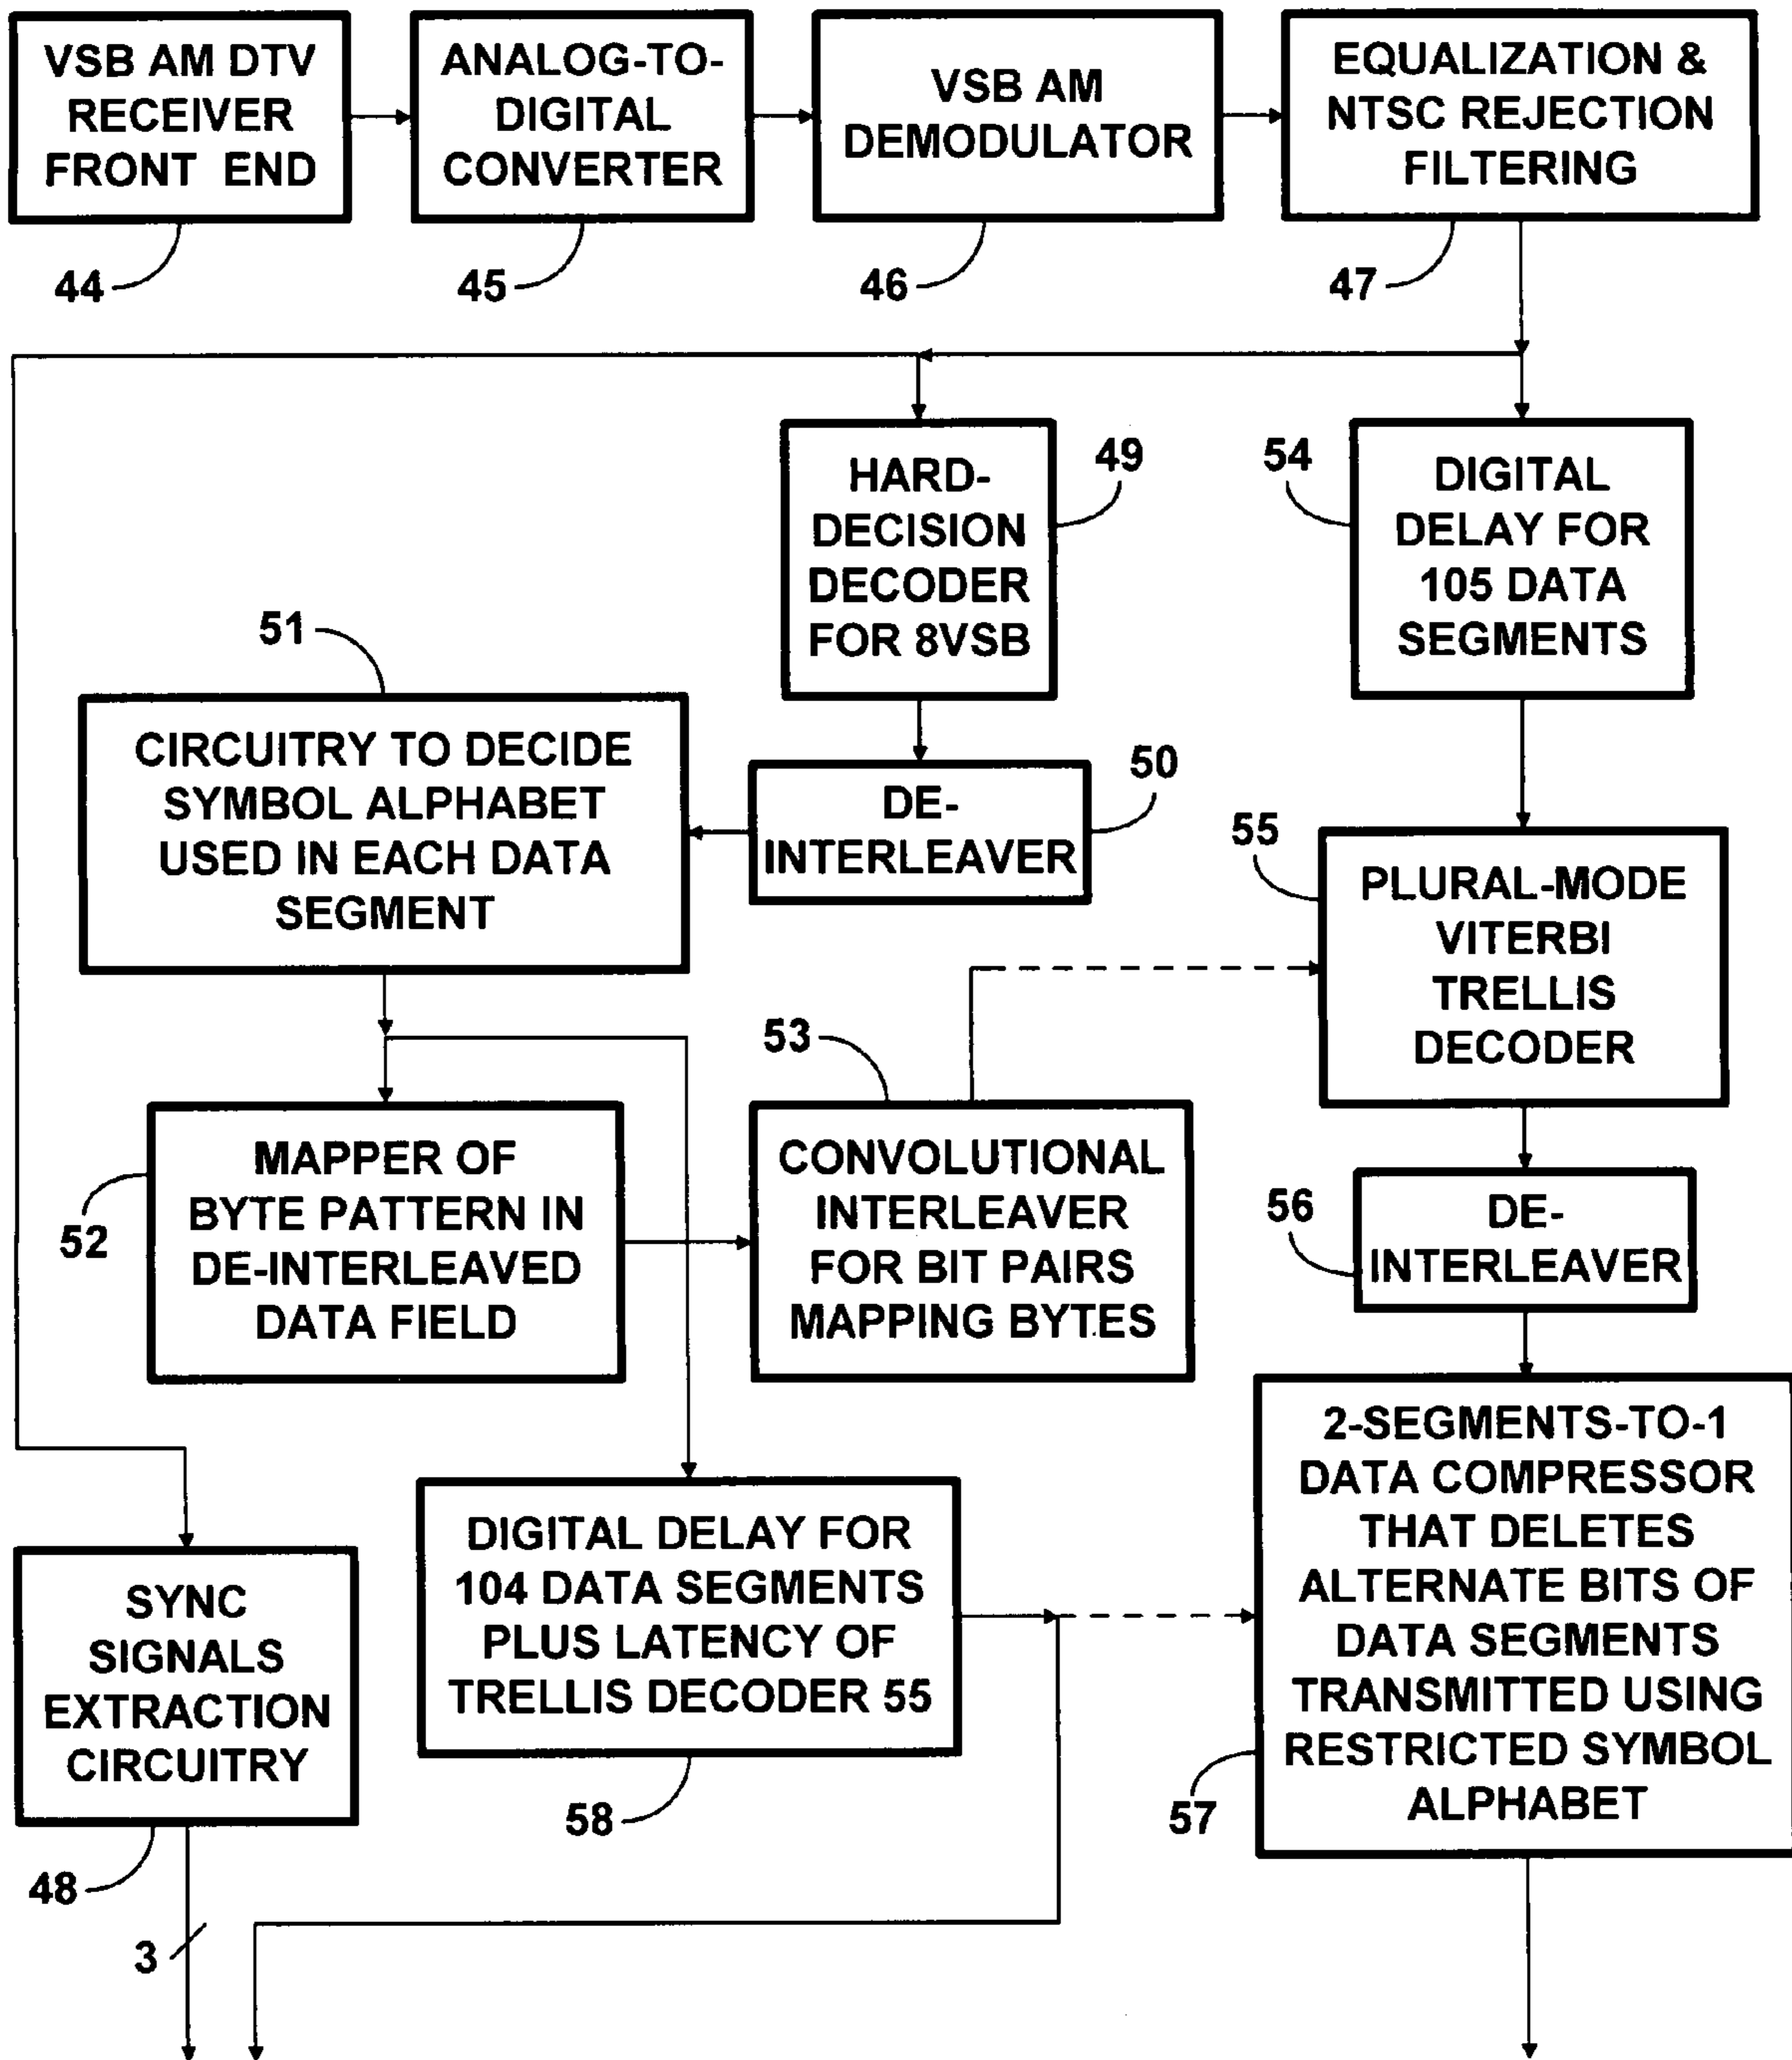 VSB AM DTV
RECEIVER
FRONT END
44
ANALOG-TO-
DIGITAL
CONVERTER
45
VSB AM
DEMODULATOR
46
EQUALIZATION &
NTSC REJECTION
FILTERING
47
HARD-
DECISION
DECODER
FOR 8VSB
49
54
DIGITAL
DELAY FOR
105 DATA
SEGMENTS
51
CIRCUITRY TO DECIDE
SYMBOL ALPHABET
USED IN EACH DATA
SEGMENT
DE-
INTERLEAVER
50
55
PLURAL-MODE
VITERBI
TRELLIS
DECODER
52
MAPPER OF
BYTE PATTERN IN
DE-INTERLEAVED
DATA FIELD
53
CONVOLUTIONAL
INTERLEAVER
FOR BIT PAIRS
MAPPING BYTES
56
DE-
INTERLEAVER
SYNC
SIGNALS
EXTRACTION
CIRCUITRY
48
3
DIGITAL DELAY FOR
104 DATA SEGMENTS
PLUS LATENCY OF
TRELLIS DECODER 55
58
2-SEGMENTS-TO-1
DATA COMPRESSOR
THAT DELETES
ALTERNATE BITS OF
DATA SEGMENTS
TRANSMITTED USING
RESTRICTED SYMBOL
ALPHABET
57